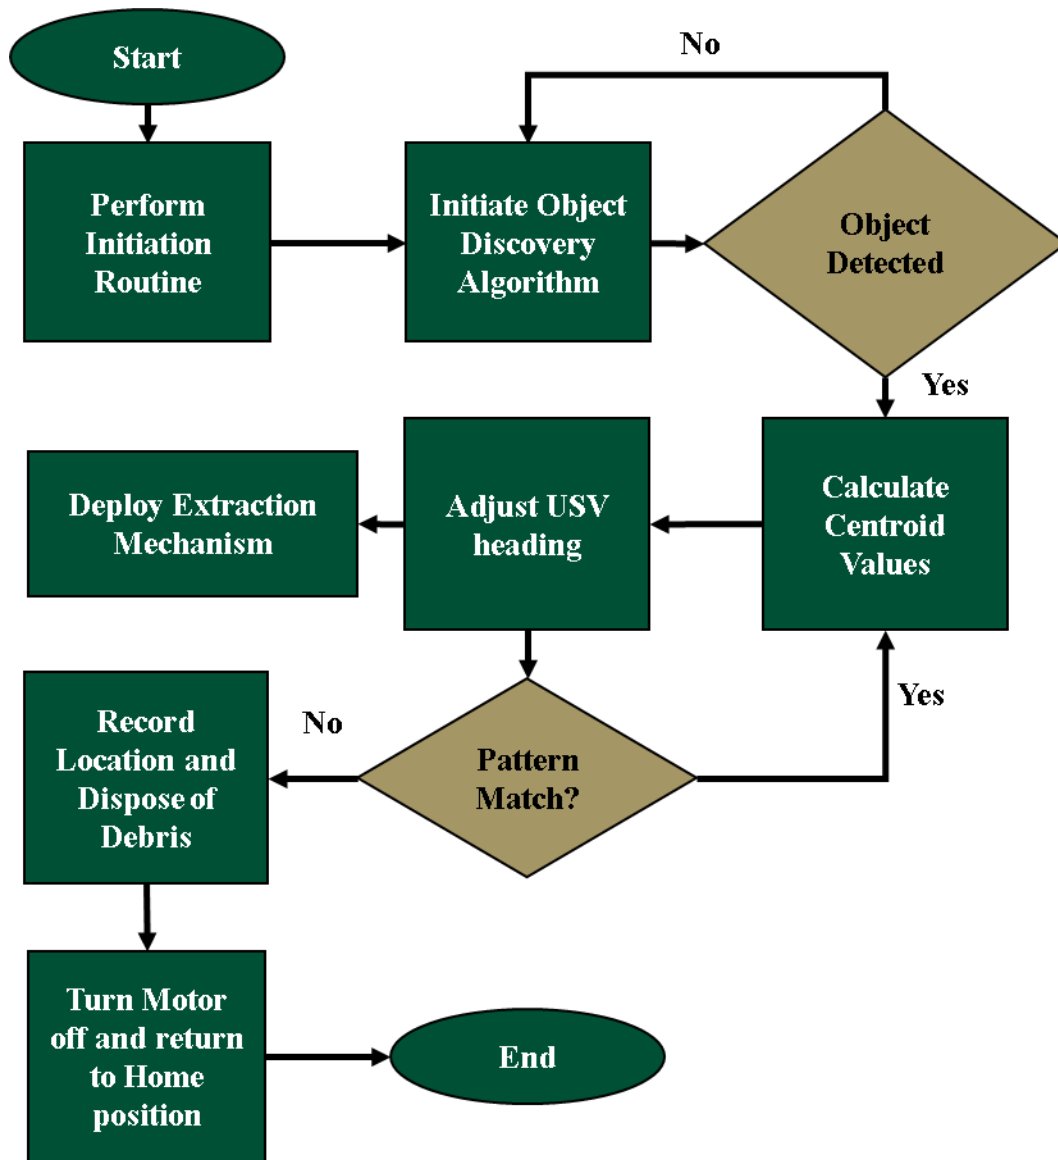 Start
No
Perform
Initiation
Routine
Initiate Object
Discovery
Algorithm
Object
Detected
Yes
Deploy Extraction
Mechanism
Adjust USV
heading
Calculate
Centroid
Values
Yes
Record
Location and
Dispose of
Debris
No
Pattern
Match?
Turn Motor
off and return
to Home
position
End